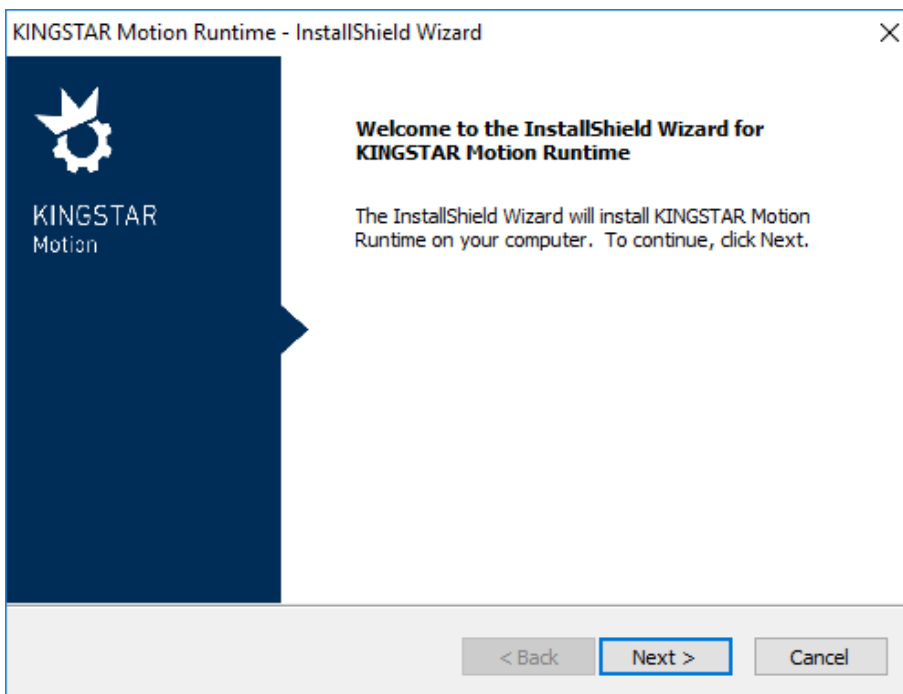 KINGSTAR Motion Runtime - InstallShield Wizard
KINGSTAR
Motion
Welcome to the InstallShield Wizard for
KINGSTAR Motion Runtime
The InstallShield Wizard will install KINGSTAR Motion
Runtime on your computer.  To continue, click Next.
< Back
Next >
Cancel